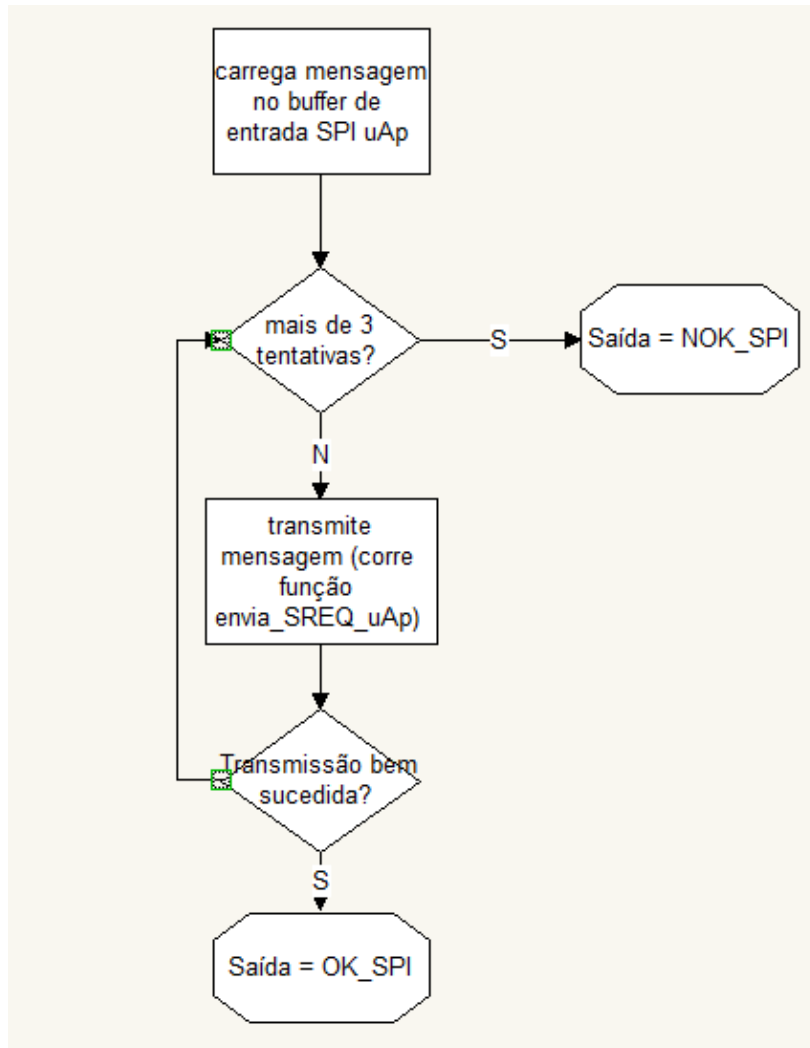 carrega mensagem
no buffer de
entrada SPI uAp
mais de 3
tentativas?
S
Saída = NOK_SPI
N
transmite
mensagem (corre
função
envia_SREQ_uAp)
Transmissão bem
sucedida?
S
Saída = OK_SPI